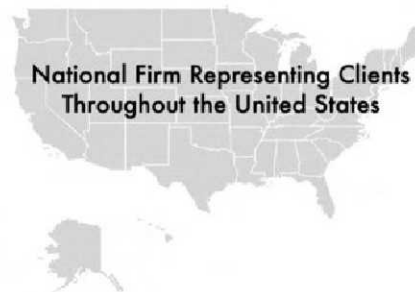 National Firm Representing Clients
Throughout the United States